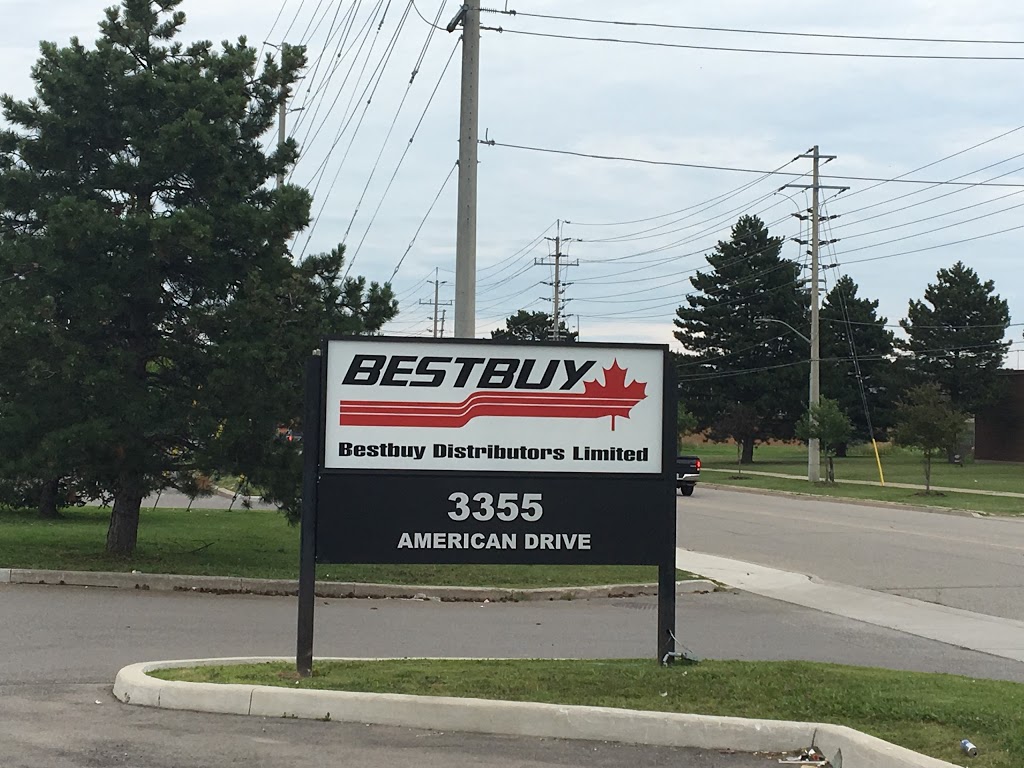 BESTBUY
Bestbuy Distributors Limited
3355
AMERICAN DRIVE